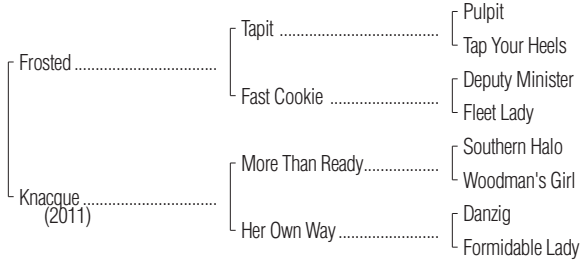 Pulpit
Tapit
Tap Your Heels
Frosted
Deputy Minister
Fast Cookie
Fleet Lady
Southern Halo
More Than Ready
Woodman's Girl
Knacque
(2011)
Danzig
Her Own Way
Formidable Lady